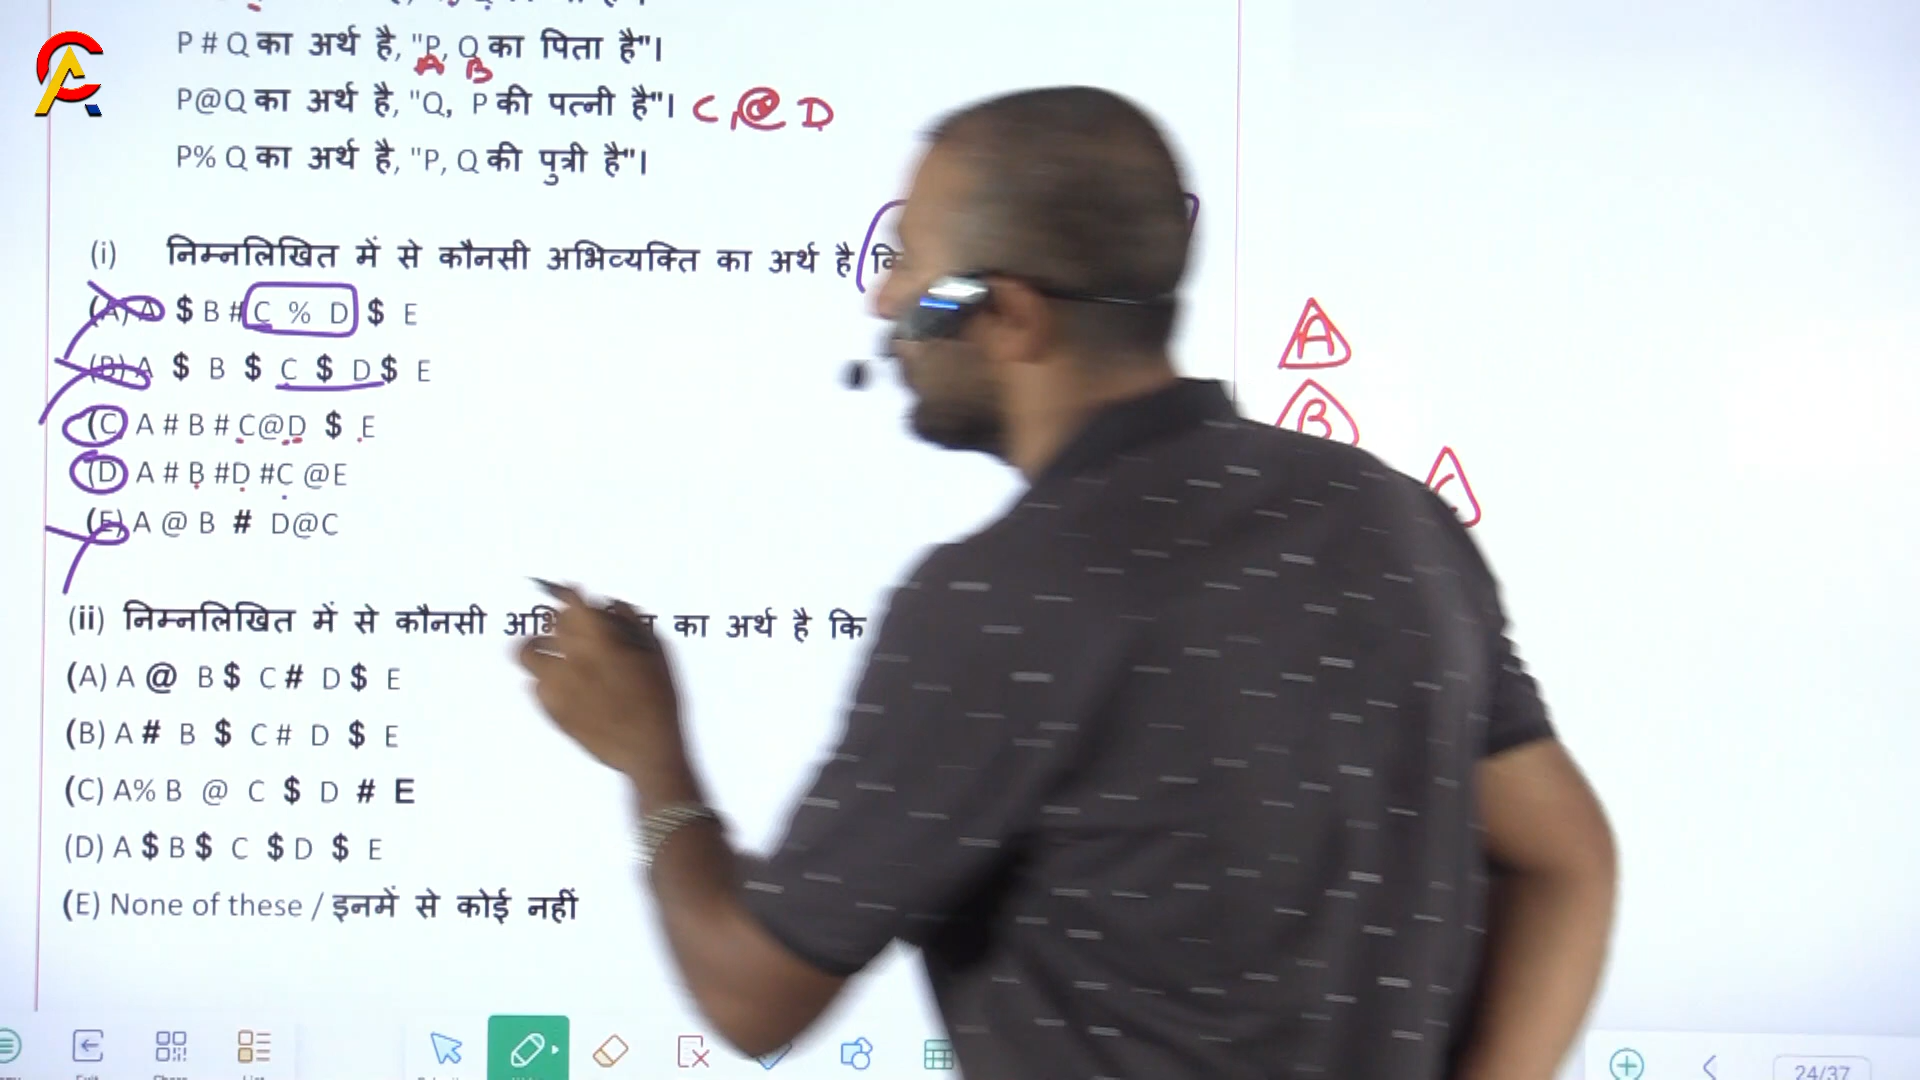 P # Q का अर्थ है, "P, Q का पिता है"।
A B
P@Q का अर्थ है, "Q, P की पत्नी है"। C @ D
P% Q का अर्थ है, "P, Q की पुत्री है"।
(i) निम्नलिखित में से कौनसी अभिव्यक्ति का अर्थ है कि
(A) A $ B # C % D $ E
A
(B) A $ B $ C $ D $ E
B
(C) A # B # C@D $ E
(D) A # B #D #C @E
C
(E) A @ B # D@C
(ii) निम्नलिखित में से कौनसी का अर्थ है कि
(A) A @ B $ C # D $ E
(B) A # B $ C # D $ E
(C) A% B @ C $ D # E
(D) A $ B $ C $ D $ E
(E) None of these / इनमें से कोई नहीं
24/37